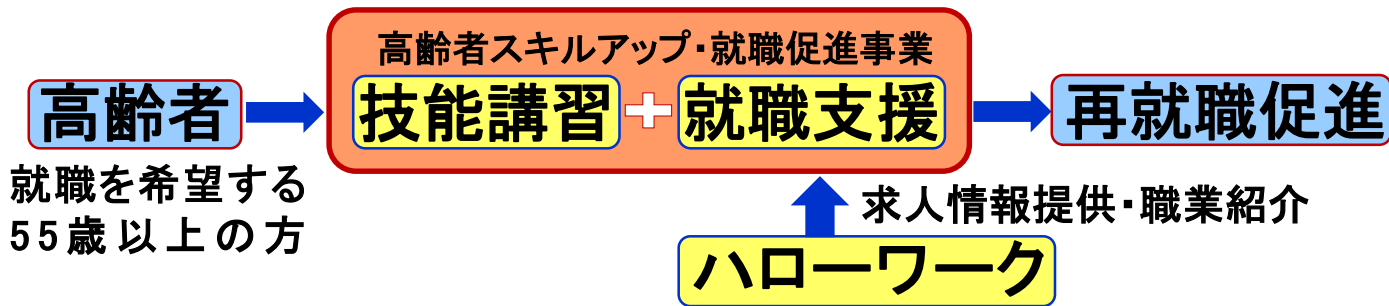 高齢者スキルアップ・就職促進事業
高齢者
技能講習
就職支援
再就職促進
就職を希望する
55歳以上の方
求人情報提供・職業紹介
ハローワーク